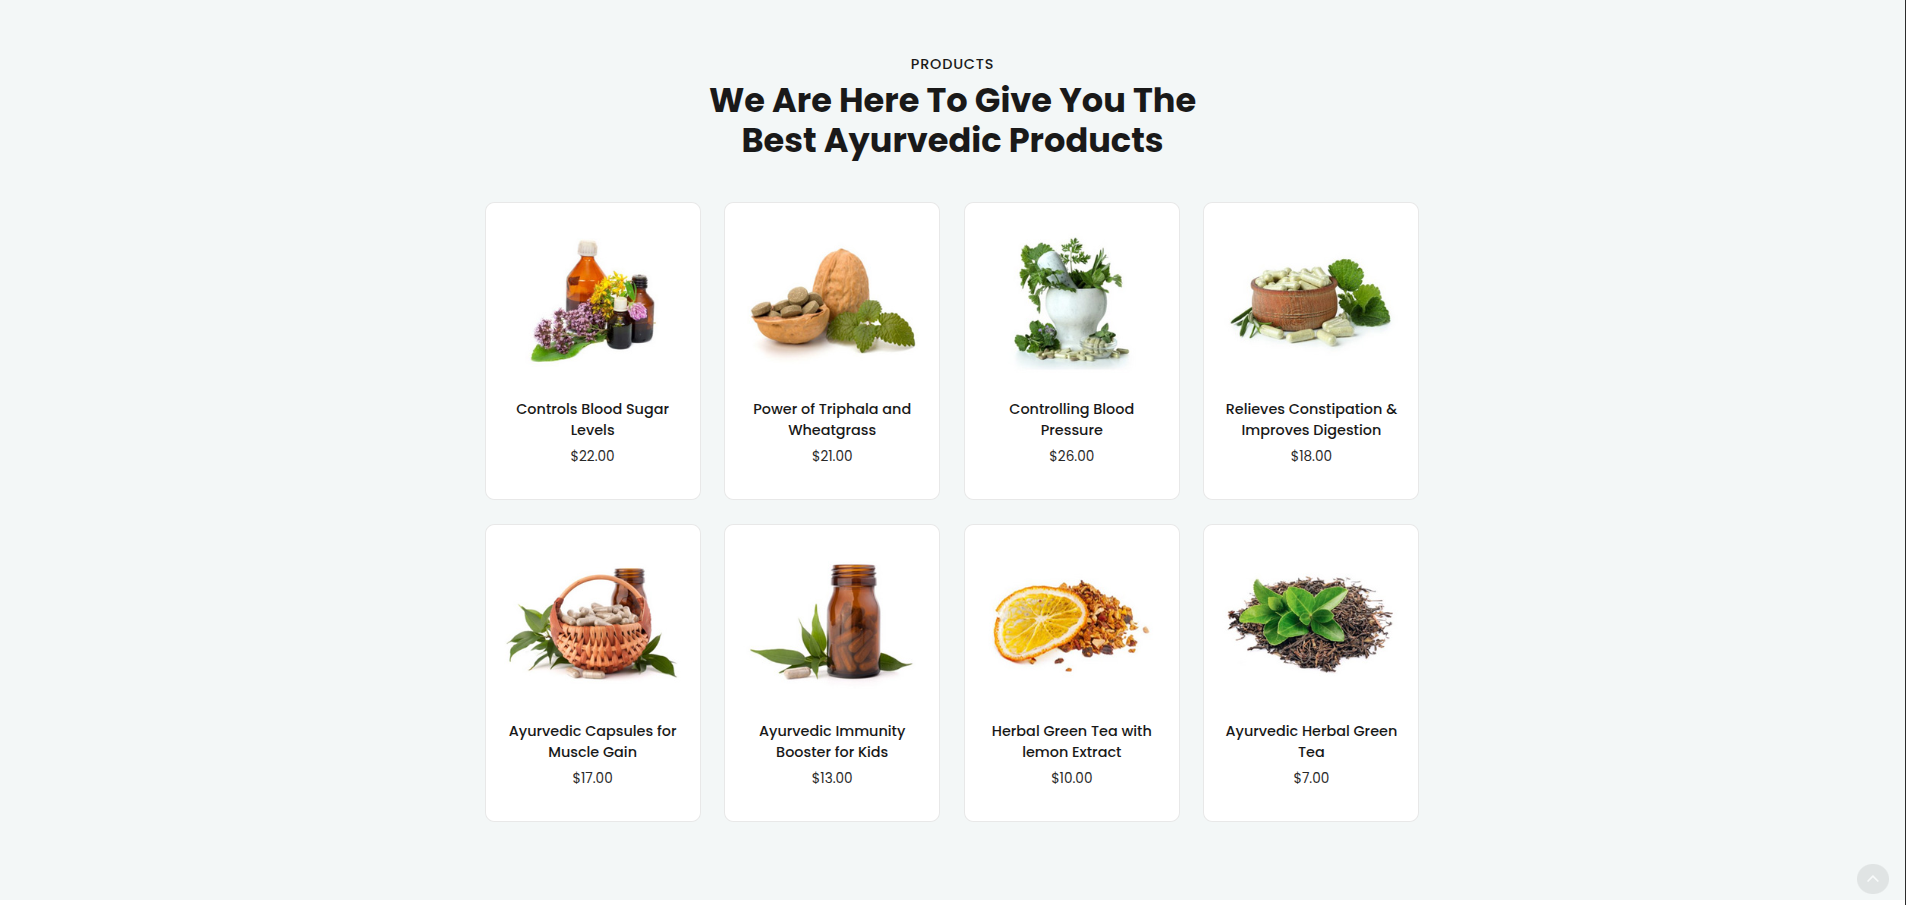 PRODUCTS
We Are Here To Give You The
Best Ayurvedic Products
Controls Blood Sugar
Levels
$22.00
Power of Triphala and
Wheatgrass
$21.00
Controlling Blood
Pressure
$26.00
Relieves Constipation &
Improves Digestion
$18.00
Ayurvedic Capsules for
Muscle Gain
$17.00
Ayurvedic Immunity
Booster for Kids
$13.00
Herbal Green Tea with
lemon Extract
$10.00
Ayurvedic Herbal Green
Tea
$7.00